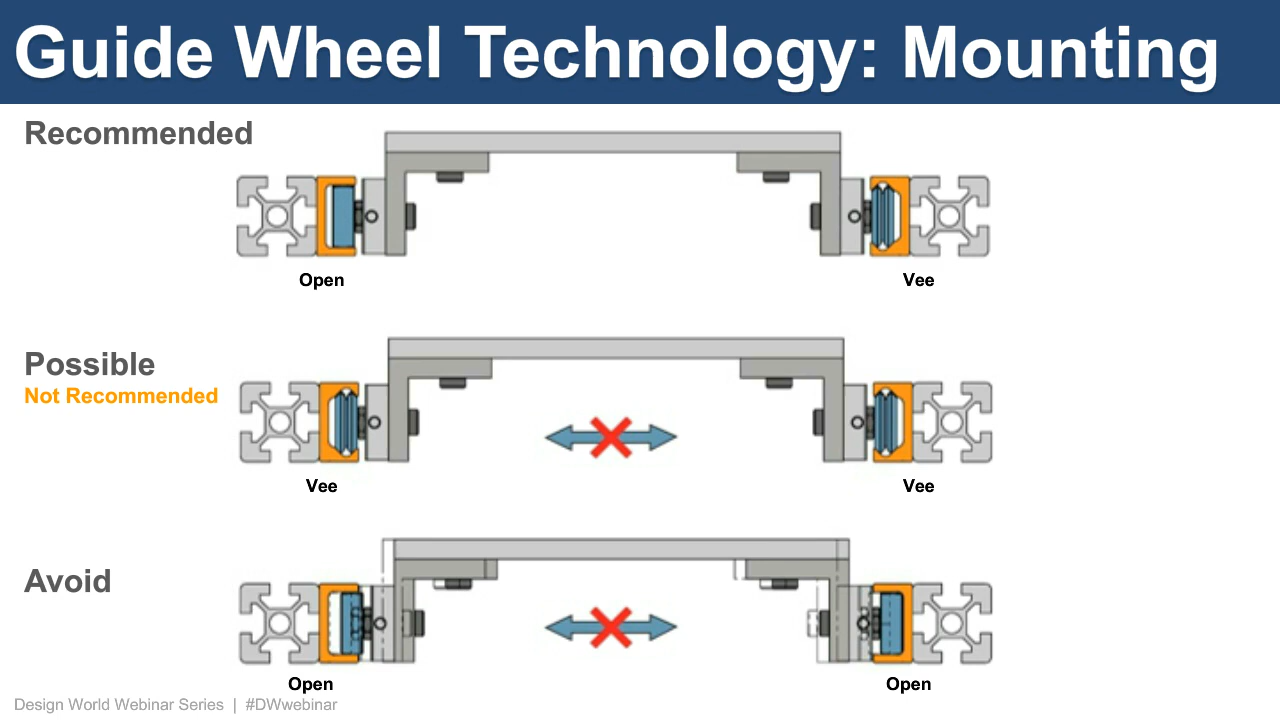 Guide Wheel Technology: Mounting
Recommended
Open
Vee
Possible
Not Recommended
Vee
Vee
Avoid
Open
Open
Design World Webinar Series | #DWwebinar